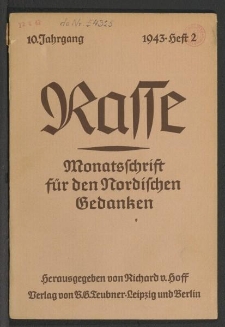 10. Jahrgang 1943·Heft 2
Rasse
Monatsschrift
für den Nordischen
Gedanken
Herausgegeben von Richard v. Hoff
Verlag von B.G. Teubner·Leipzig und Berlin